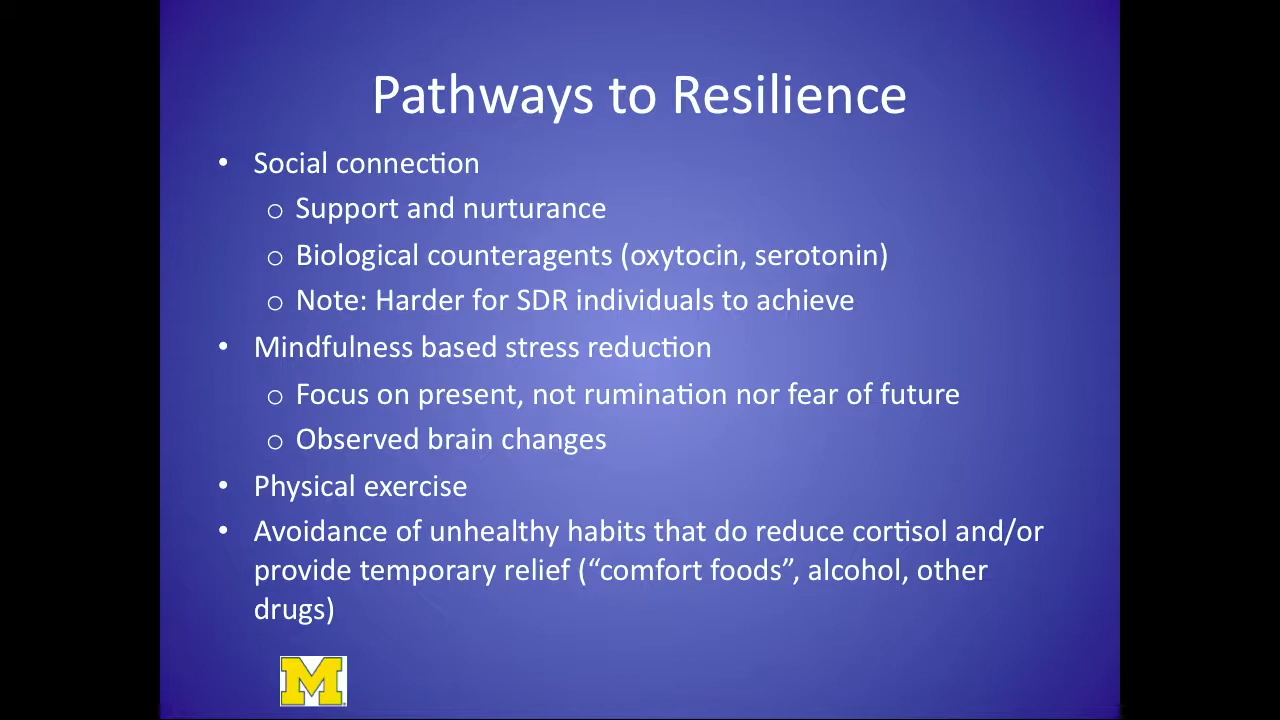 Pathways to Resilience
• Social connection
o Support and nurturance
o Biological counteragents (oxytocin, serotonin)
o Note: Harder for SDR individuals to achieve
• Mindfulness based stress reduction
o Focus on present, not rumination nor fear of future
o Observed brain changes
• Physical exercise
• Avoidance of unhealthy habits that do reduce cortisol and/or
provide temporary relief (“comfort foods”, alcohol, other
drugs)
M